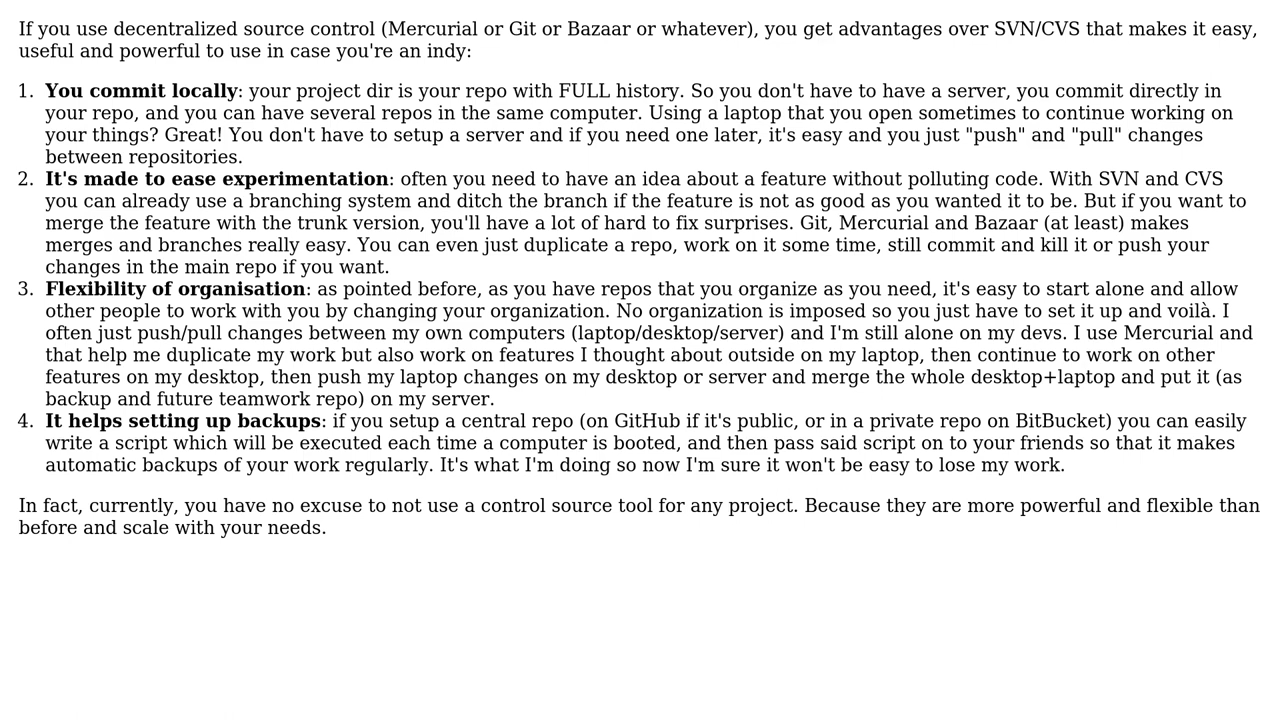 If you use decentralized source control (Mercurial or Git or Bazaar or whatever), you get advantages over SVN/CVS that makes it easy,
useful and powerful to use in case you're an indy:
1. You commit locally: your project dir is your repo with FULL history. So you don't have to have a server, you commit directly in
your repo, and you can have several repos in the same computer. Using a laptop that you open sometimes to continue working on
your things? Great! You don't have to setup a server and if you need one later, it's easy and you just "push" and "pull" changes
between repositories.
2. It's made to ease experimentation: often you need to have an idea about a feature without polluting code. With SVN and CVS
you can already use a branching system and ditch the branch if the feature is not as good as you wanted it to be. But if you want to
merge the feature with the trunk version, you'll have a lot of hard to fix surprises. Git, Mercurial and Bazaar (at least) makes
merges and branches really easy. You can even just duplicate a repo, work on it some time, still commit and kill it or push your
changes in the main repo if you want.
3. Flexibility of organisation: as pointed before, as you have repos that you organize as you need, it's easy to start alone and allow
other people to work with you by changing your organization. No organization is imposed so you just have to set it up and voilà. I
often just push/pull changes between my own computers (laptop/desktop/server) and I'm still alone on my devs. I use Mercurial and
that help me duplicate my work but also work on features I thought about outside on my laptop, then continue to work on other
features on my desktop, then push my laptop changes on my desktop or server and merge the whole desktop+laptop and put it (as
backup and future teamwork repo) on my server.
4. It helps setting up backups: if you setup a central repo (on GitHub if it's public, or in a private repo on BitBucket) you can easily
write a script which will be executed each time a computer is booted, and then pass said script on to your friends so that it makes
automatic backups of your work regularly. It's what I'm doing so now I'm sure it won't be easy to lose my work.
In fact, currently, you have no excuse to not use a control source tool for any project. Because they are more powerful and flexible than
before and scale with your needs.